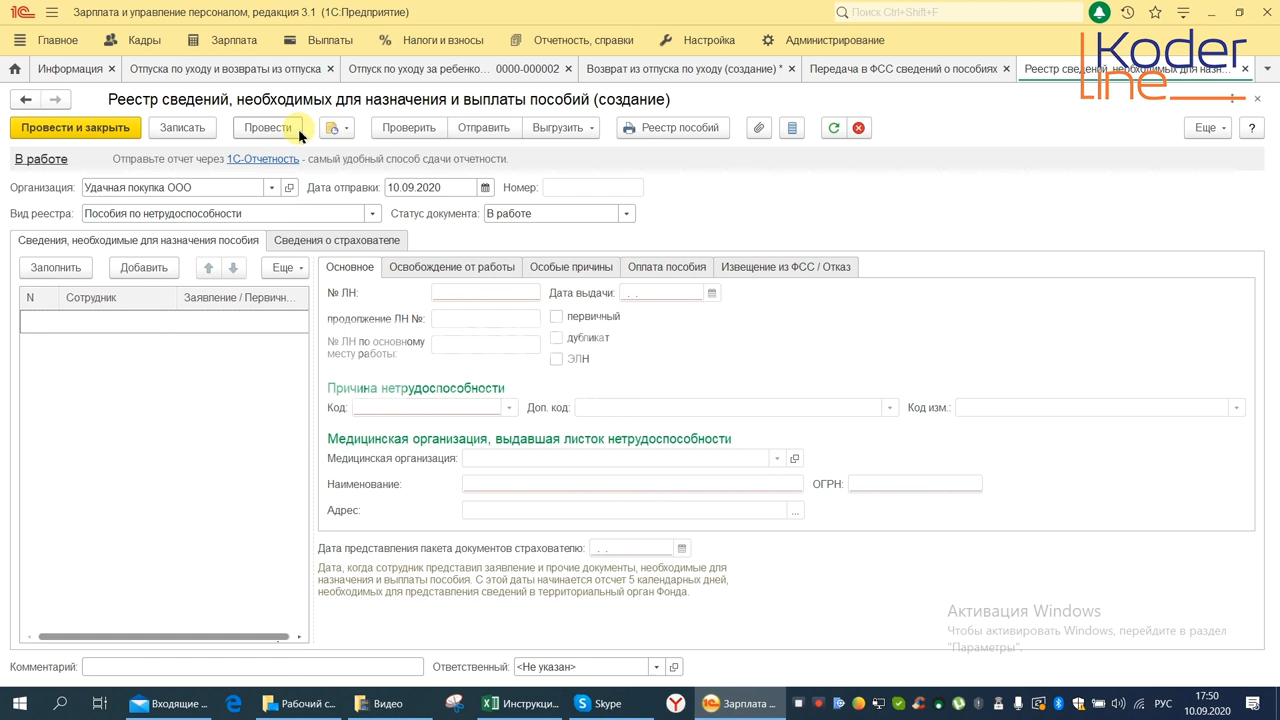 1С Зарплата и управление персоналом, редакция 3.1 (1С:Предприятие)
Поиск Ctrl+Shift+F
Главное Кадры Зарплата Выплаты Налоги и взносы Отчетность, справки Настройка Администрирование
Koder
line
Информация Отпуска по уходу и возвраты из отпуска Возврат из отпуска по уходу (создание) * Передача в ФСС сведений о пособиях Реестр сведений, необходимых для назн...
Реестр сведений, необходимых для назначения и выплаты пособий (создание)
Провести и закрыть Записать Провести Проверить Отправить Выгрузить Реестр пособий Еще ?
В работе Отправьте отчет через 1С-Отчетность - самый удобный способ сдачи отчетности.
Организация: Удачная покупка ООО Дата отправки: 10.09.2020 Номер:
Вид реестра: Пособия по нетрудоспособности Статус документа: В работе
Сведения, необходимые для назначения пособия Сведения о страхователе
Заполнить Добавить Еще Основное Освобождение от работы Особые причины Оплата пособия Извещение из ФСС / Отказ
N Сотрудник Заявление / Первичн...
№ ЛН: Дата выдачи: . .
первичный
продолжение ЛН №:
дубликат
№ ЛН по основному
месту работы:
ЭЛН
Причина нетрудоспособности
Код: Доп. код: Код изм.:
Медицинская организация, выдавшая листок нетрудоспособности
Медицинская организация:
Наименование: ОГРН:
Адрес: ...
Дата представления пакета документов страхователю: . .
Дата, когда сотрудник представил заявление и прочие документы, необходимые для
назначения и выплаты пособия. С этой даты начинается отсчет 5 календарных дней,
необходимых для представления сведений в территориальный орган Фонда.
Активация Windows
Чтобы активировать Windows, перейдите в раздел
"Параметры".
Комментарий: Ответственный: <Не указан>
Входящие ... Рабочий с... Видео Инструкци... Skype Зарплата ... РУС
17:50
10.09.2020